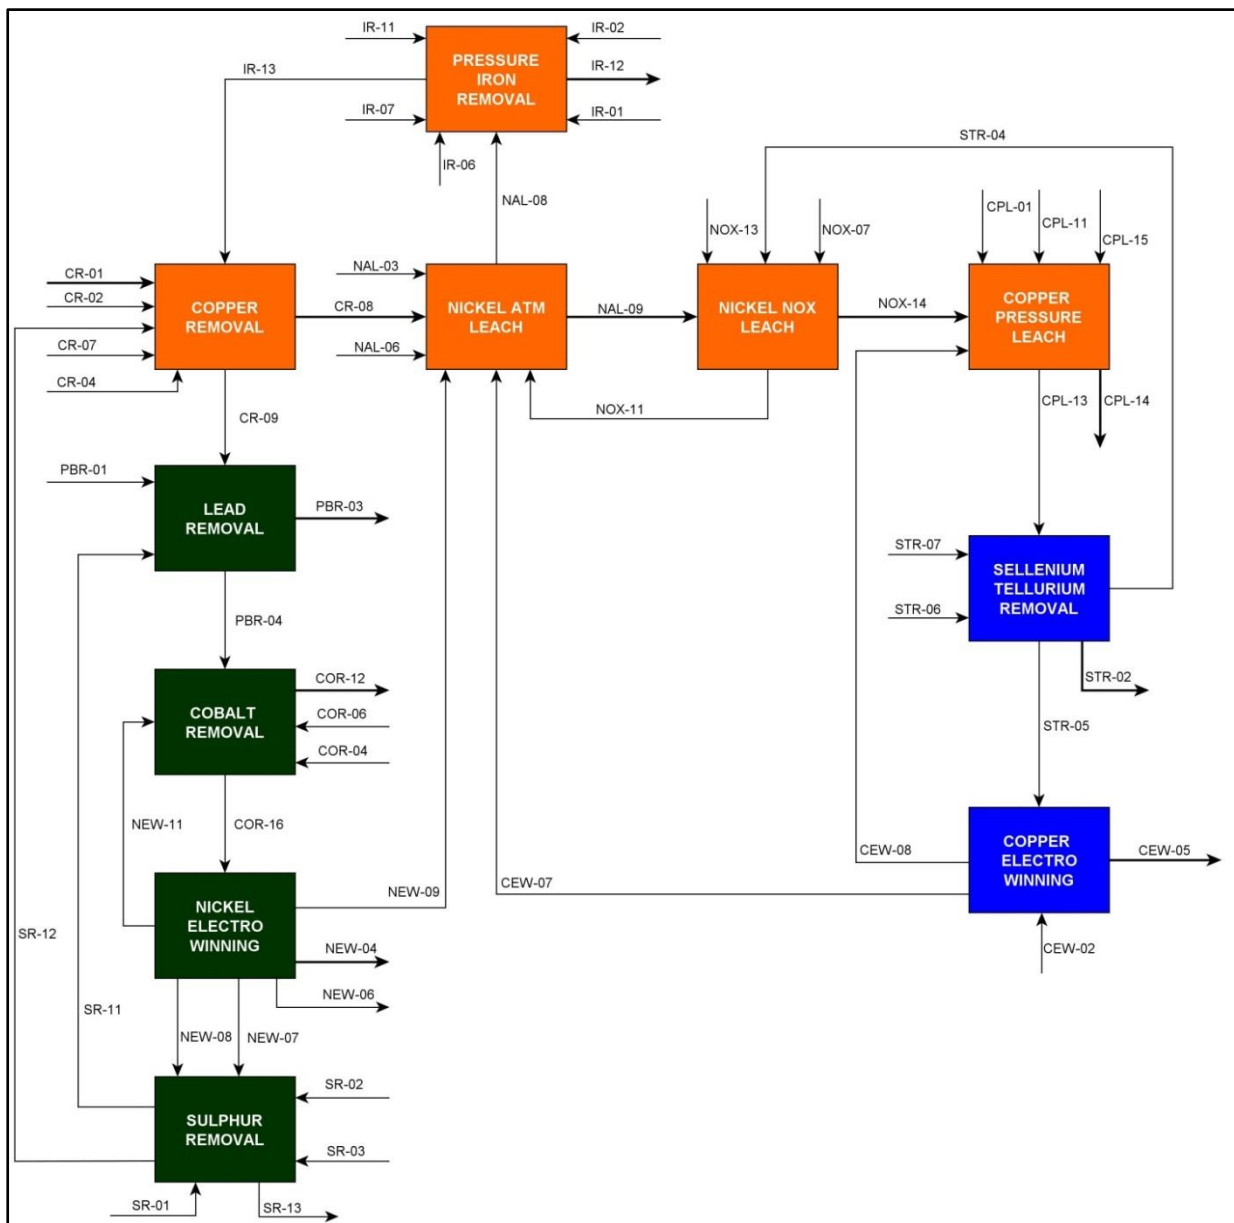 IR-11
IR-02
PRESSURE
IRON
REMOVAL
IR-13
IR-12
IR-07
IR-01
IR-06
STR-04
NAL-08
NOX-13
NOX-07
CPL-01
CPL-11
CPL-15
CR-01
CR-02
CR-07
CR-04
COPPER
REMOVAL
CR-08
NAL-03
NAL-06
NICKEL ATM
LEACH
NAL-09
NICKEL NOX
LEACH
NOX-14
COPPER
PRESSURE
LEACH
NOX-11
CR-09
CPL-13
CPL-14
PBR-01
LEAD
REMOVAL
PBR-03
STR-07
STR-06
SELLENIUM
TELLURIUM
REMOVAL
PBR-04
STR-02
STR-05
COBALT
REMOVAL
COR-12
COR-06
COR-04
NEW-11
COR-16
CEW-08
COPPER
ELECTRO
WINNING
CEW-05
NEW-09
CEW-07
NICKEL
ELECTRO
WINNING
SR-12
NEW-04
CEW-02
NEW-06
SR-11
NEW-08
NEW-07
SR-02
SULPHUR
REMOVAL
SR-03
SR-01
SR-13